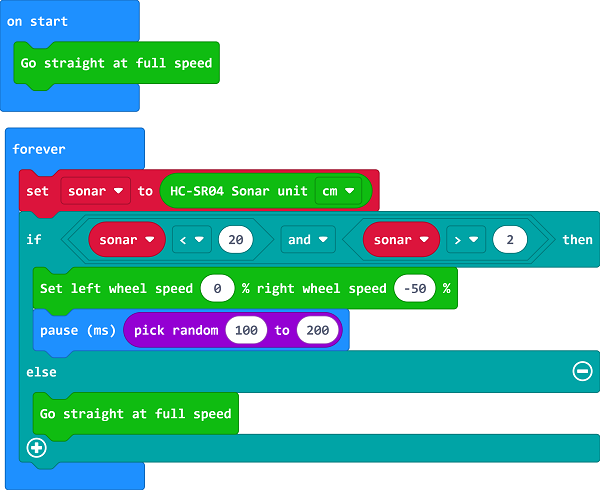 on start
Go straight at full speed
forever
set sonar to HC-SR04 Sonar unit cm
if sonar < 20 and sonar > 2 then
Set left wheel speed 0 % right wheel speed -50 %
pause (ms) pick random 100 to 200
else
Go straight at full speed